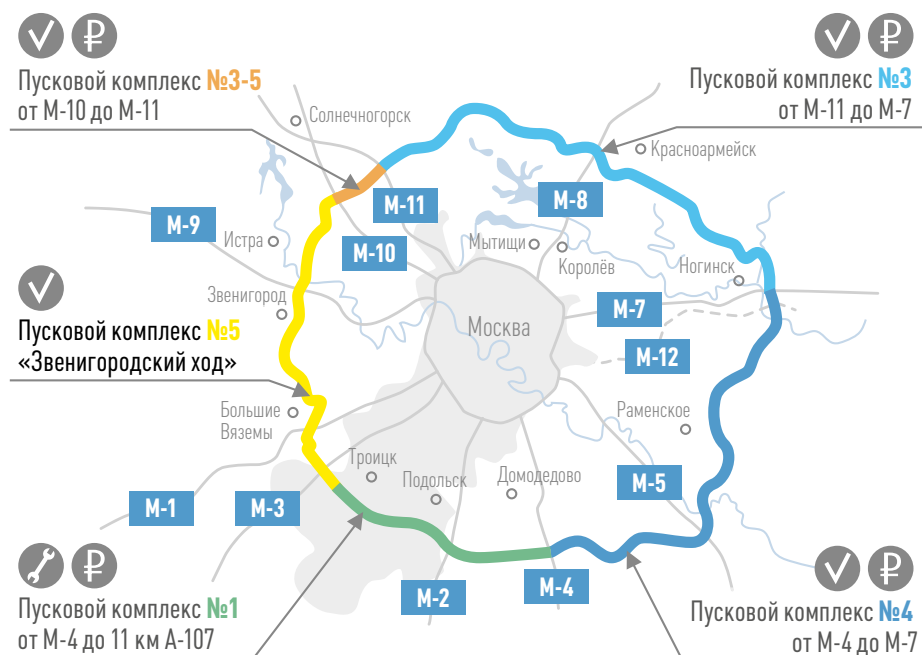 Пусковой комплекс №3-5
от М-10 до М-11
Пусковой комплекс №3
от М-11 до М-7
Солнечногорск
Красноармейск
М-11
М-8
М-9
Истра
М-10
Мытищи
Королёв
Ногинск
Звенигород
М-7
Пусковой комплекс №5
«Звенигородский ход»
Москва
М-12
Большие
Вяземы
Раменское
Троицк
Подольск
Домодедово
М-5
М-1
М-3
М-2
М-4
Пусковой комплекс №1
от М-4 до 11 км А-107
Пусковой комплекс №4
от М-4 до М-7